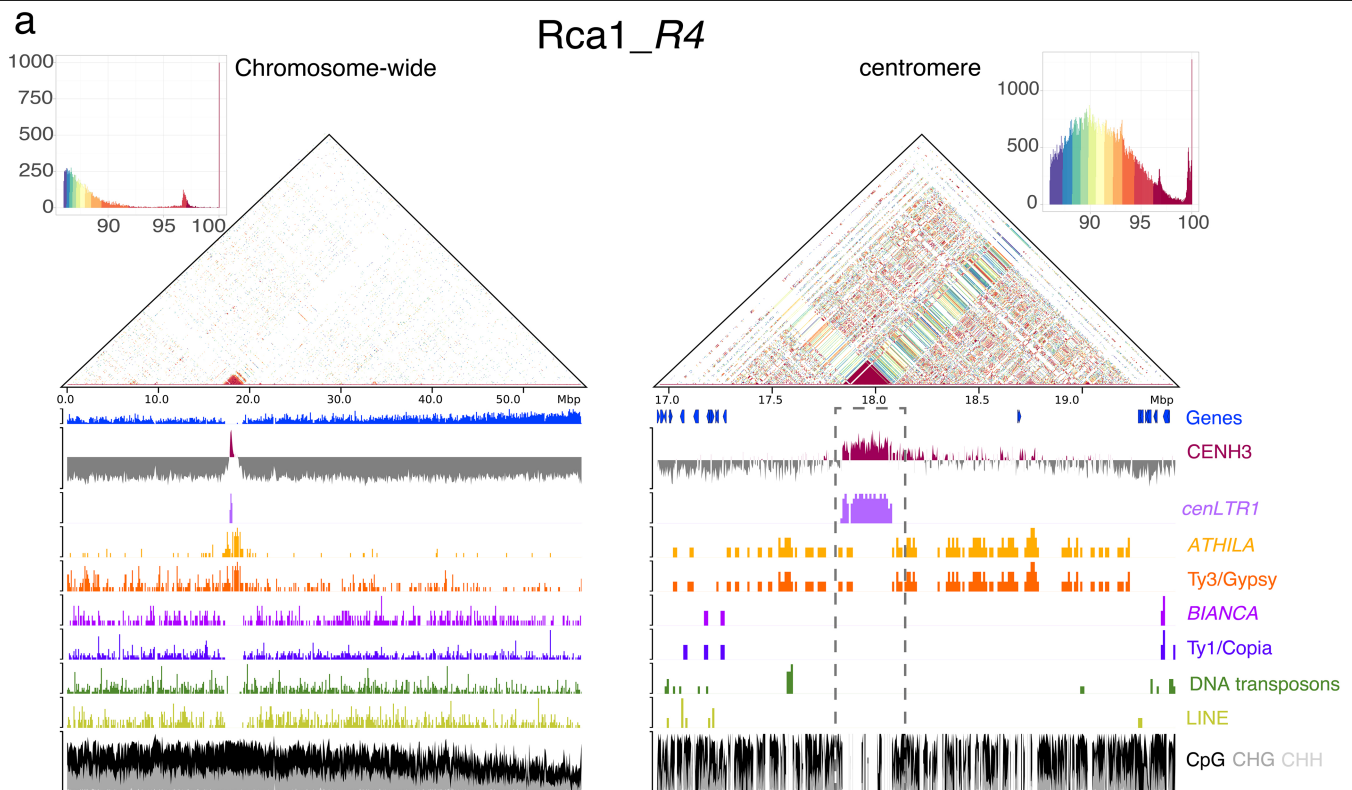 a
Rca1_R4
Chromosome-wide
centromere
1000
750
500
250
0
90 95 100
1000
500
0
90 95 100
0.0 10.0 20.0 30.0 40.0 50.0 Mbp
17.0 17.5 18.0 18.5 19.0 Mbp
Genes
CENH3
cenLTR1
ATHILA
Ty3/Gypsy
BIANCA
Ty1/Copia
DNA transposons
LINE
CpG CHG CHH